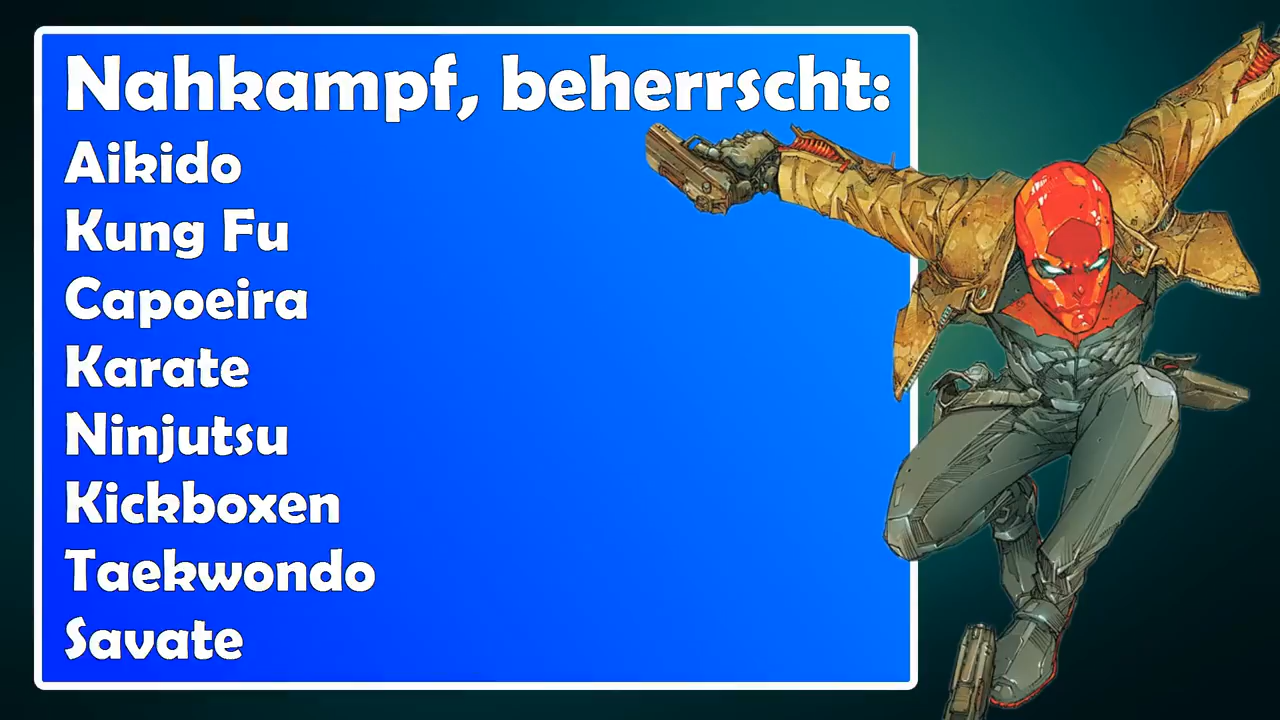 Nahkampf, beherrscht:
Aikido
Kung Fu
Capoeira
Karate
Ninjutsu
Kickboxen
Taekwondo
Savate